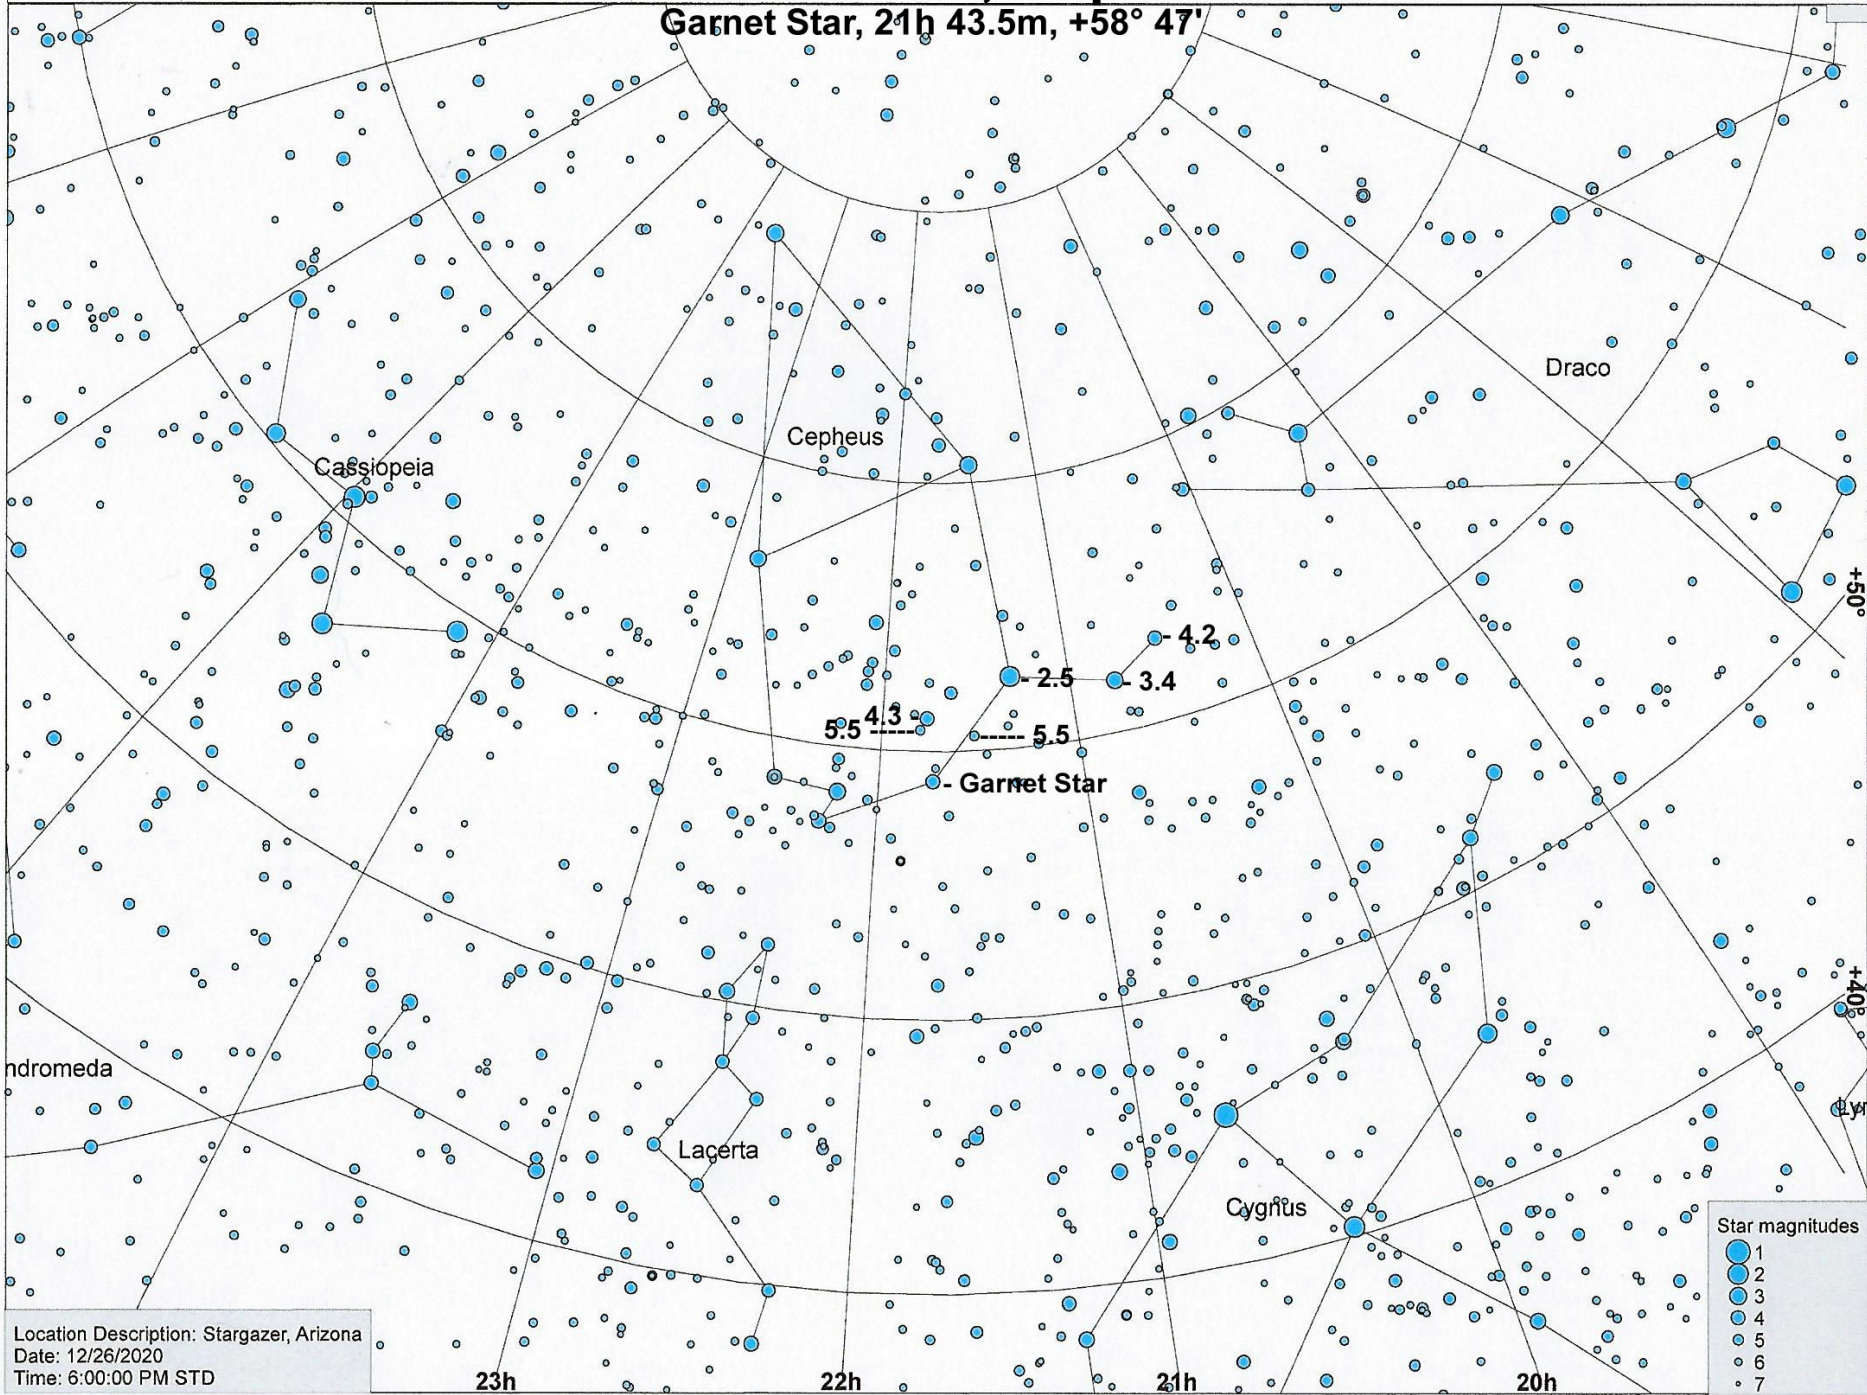 Garnet Star, 21h 43.5m, +58° 47'
Draco
Cepheus
Cassiopeia
+50°
- 4.2
- 2.5
- 3.4
4.3 -
5.5 -----
----- 5.5
- Garnet Star
+40°
ndromeda
Lyr
Lacerta
Cygnus
Star magnitudes
1
2
3
4
5
6
7
Location Description: Stargazer, Arizona
Date: 12/26/2020
Time: 6:00:00 PM STD
23h
22h
21h
20h